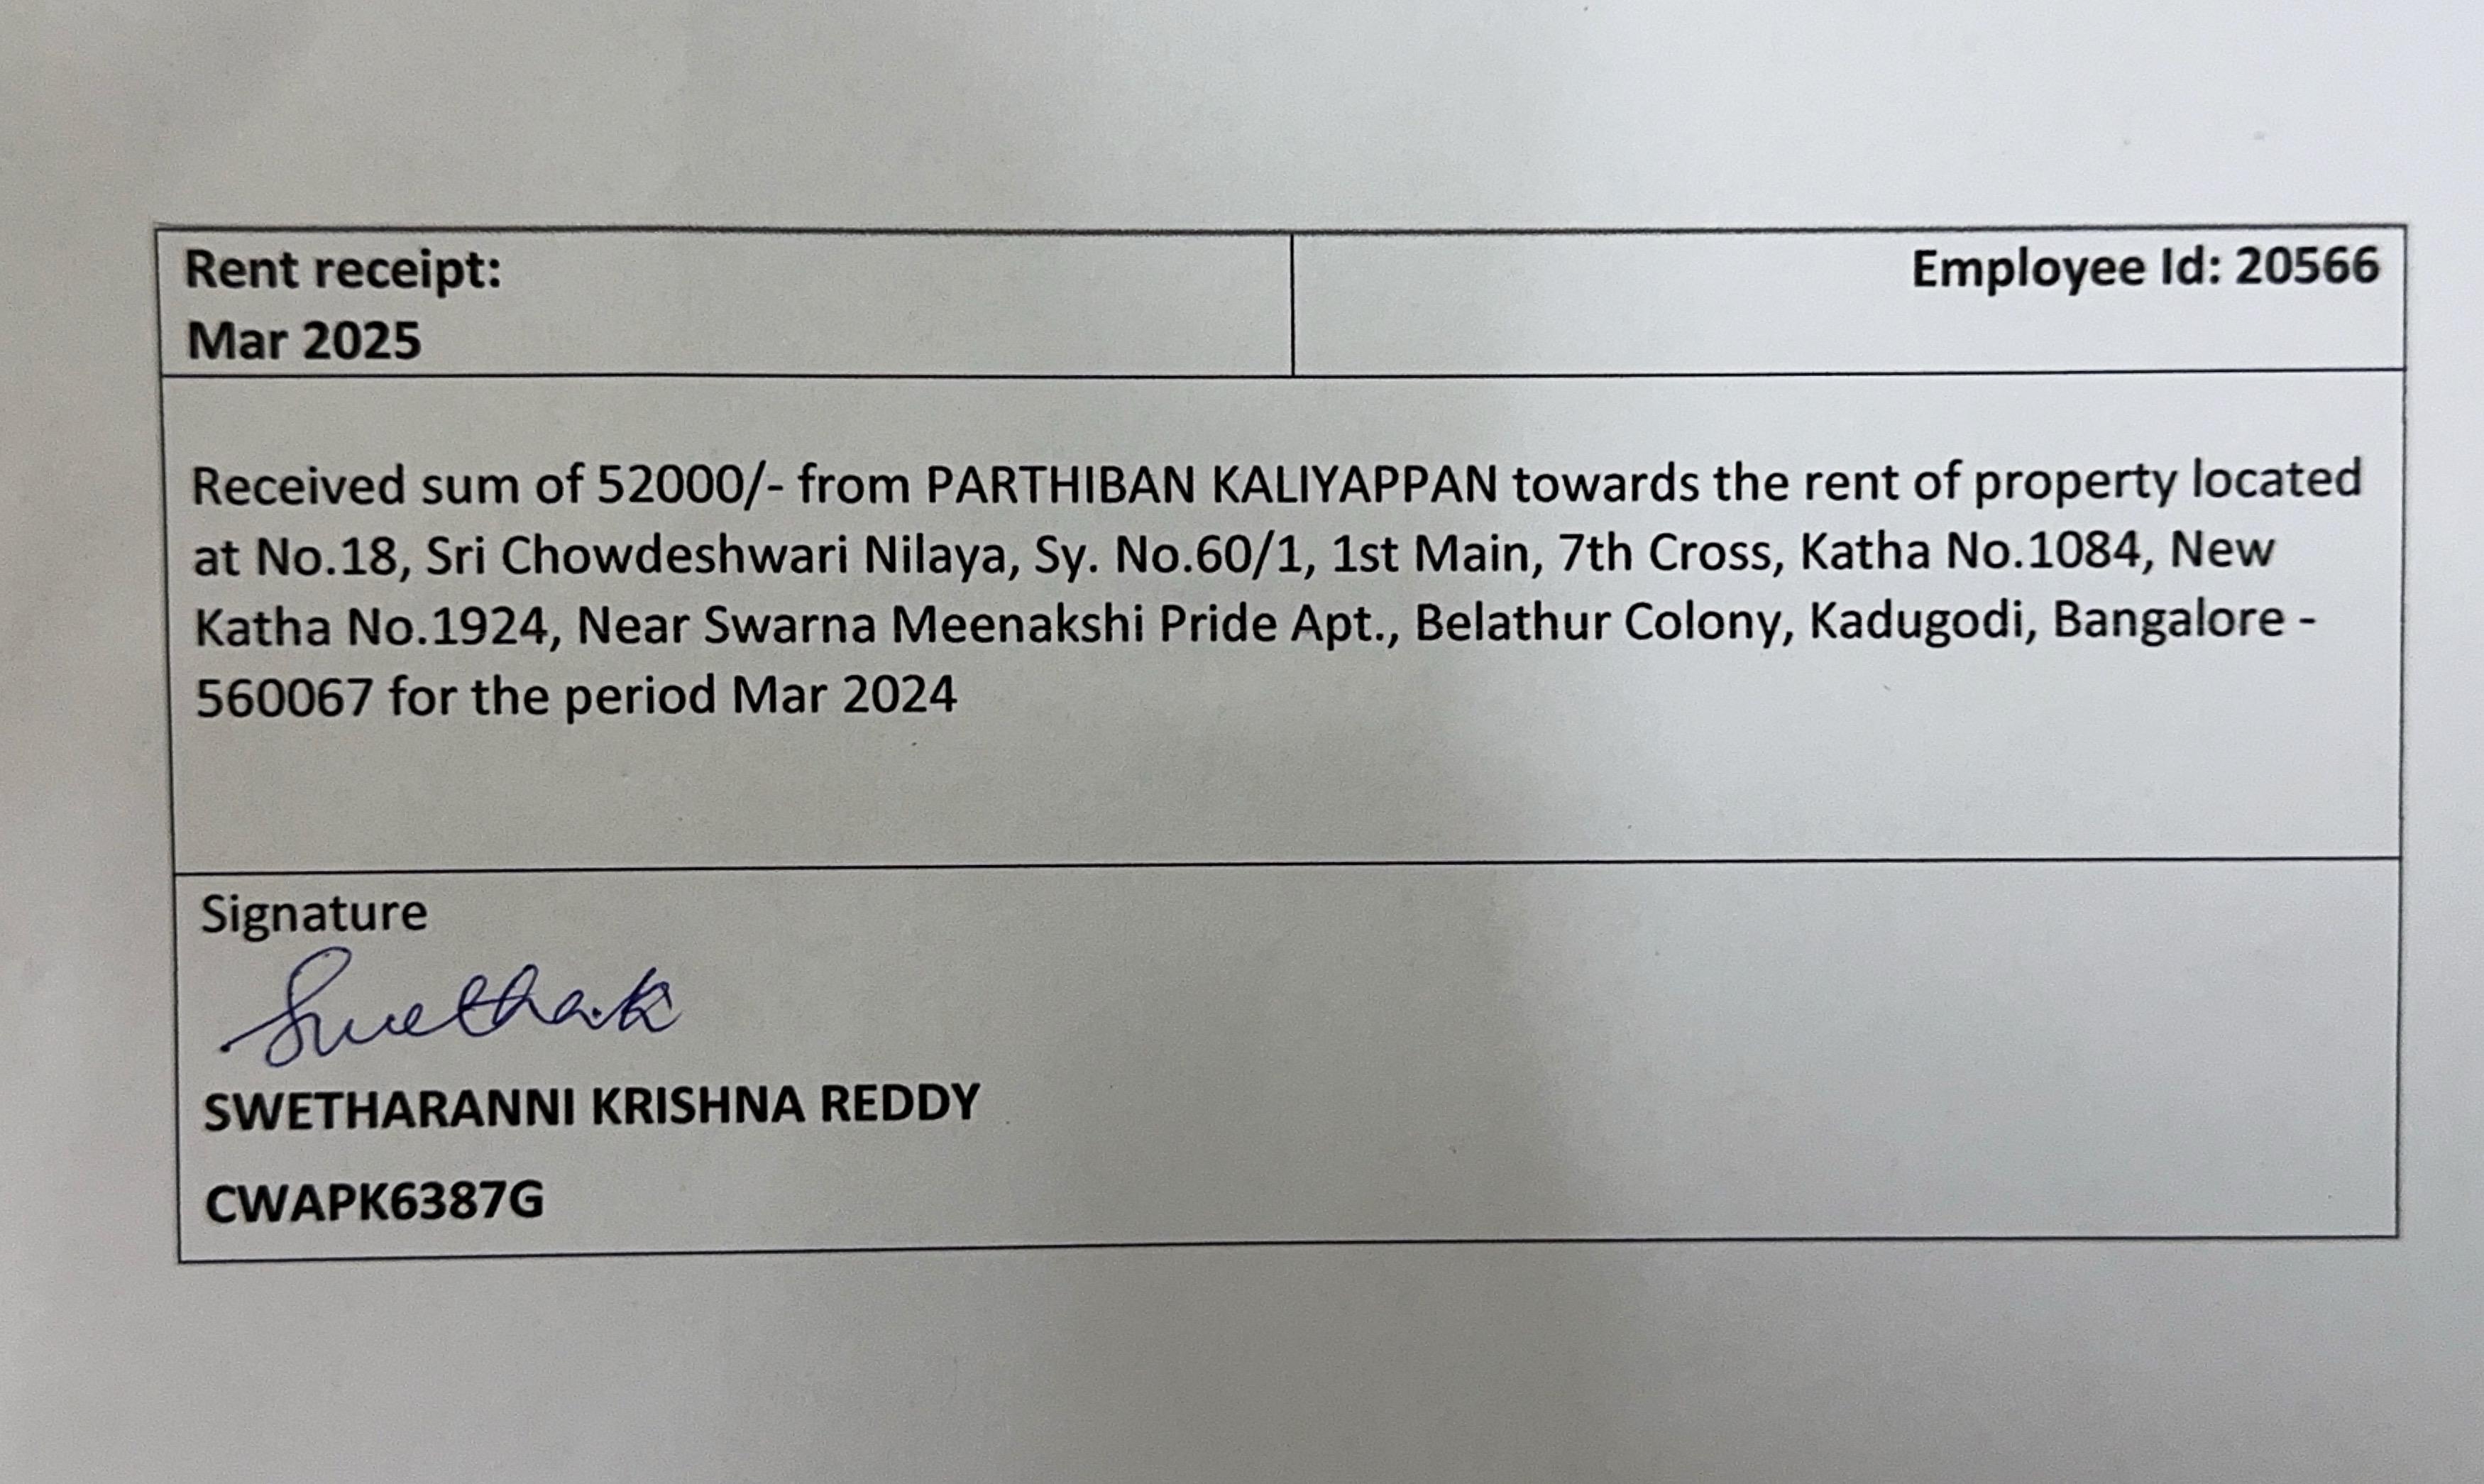 Rent receipt:
Mar 2025
Employee Id: 20566
Received sum of 52000/- from PARTHIBAN KALIYAPPAN towards the rent of property located
at No.18, Sri Chowdeshwari Nilaya, Sy. No.60/1, 1st Main, 7th Cross, Katha No.1084, New
Katha No.1924, Near Swarna Meenakshi Pride Apt., Belathur Colony, Kadugodi, Bangalore -
560067 for the period Mar 2024
Signature
Swetha.k
SWETHARANNI KRISHNA REDDY
CWAPK6387G